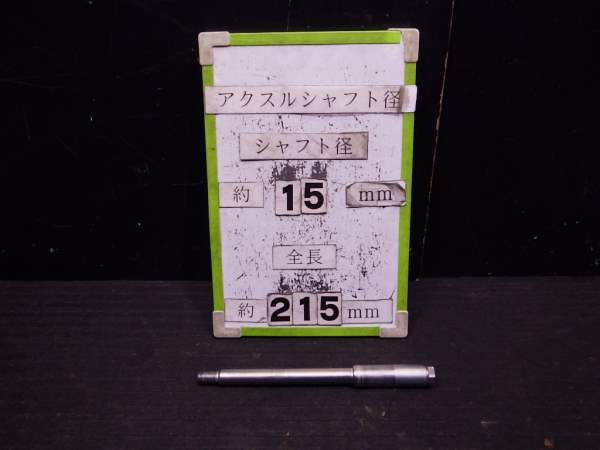 アクスルシャフト径
シャフト径
約 15 mm
全長
約 215 mm